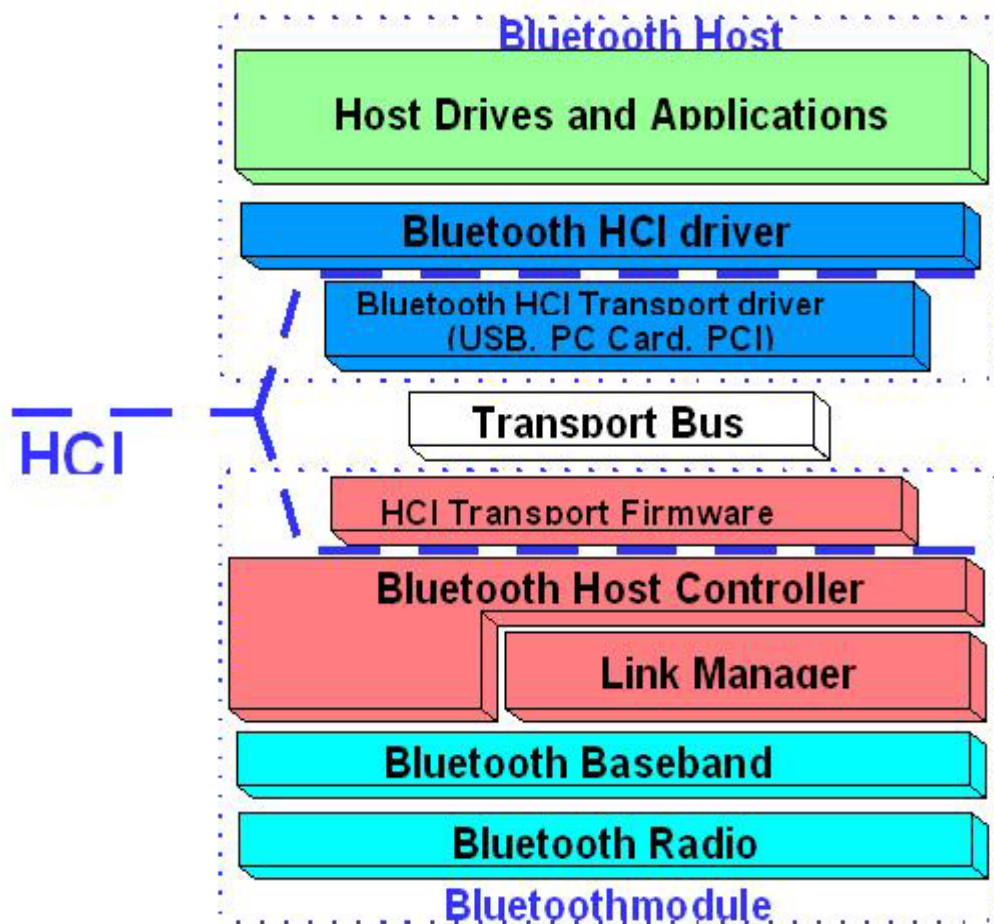 Bluetooth Host
Host Drives and Applications
Bluetooth HCI driver
Bluetooth HCI Transport driver
(USB, PC Card, PCI)
Transport Bus
HCI
HCI Transport Firmware
Bluetooth Host Controller
Link Manager
Bluetooth Baseband
Bluetooth Radio
Bluetoothmodule